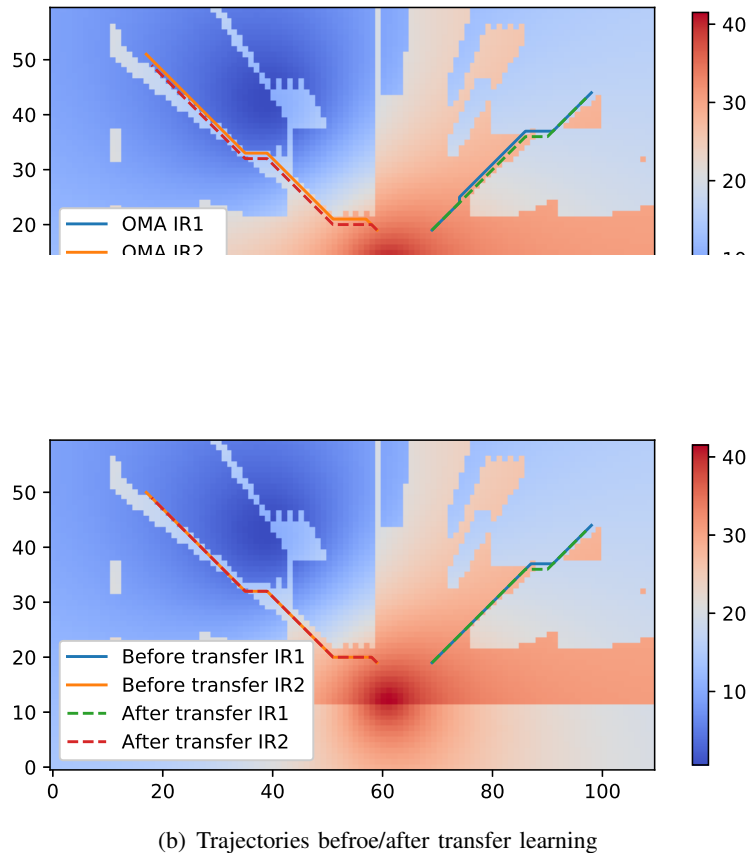 50
40
30
20
OMA IR1
OMA IR2
40
30
20
10
50
40
30
20
10
0
Before transfer IR1
Before transfer IR2
After transfer IR1
After transfer IR2
0 20 40 60 80 100
40
30
20
10
(b) Trajectories befroe/after transfer learning